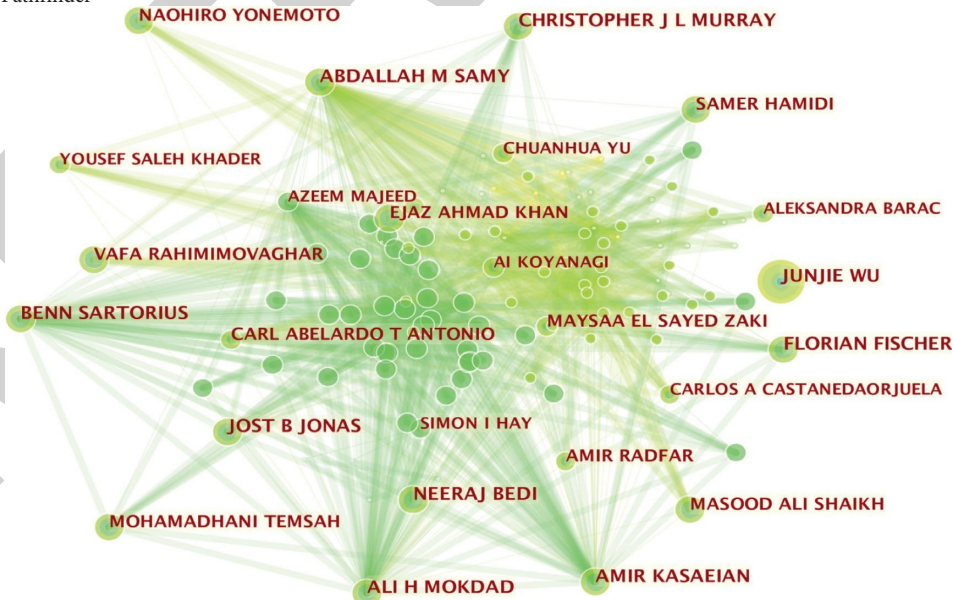 Pathfinder
NAOHIRO YONEMOTO
CHRISTOPHER J L MURRAY
ABDALLAH M SAMY
SAMER HAMIDI
CHUANHUA YU
YOUSEF SALEH KHADER
AZEEM MAJEED
EJAZ AHMAD KHAN
ALEKSANDRA BARAC
VAFA RAHIMIMOVAGHAR
AI KOYANAGI
JUNJIE WU
BENN SARTORIUS
MAYSAA EL SAYED ZAKI
CARL ABELARDO T ANTONIO
FLORIAN FISCHER
CARLOS A CASTANEDAORJUELA
JOST B JONAS
SIMON I HAY
AMIR RADFAR
NEERAJ BEDI
MASOOD ALI SHAIKH
MOHAMADHANI TEMSAH
AMIR KASAEIAN
ALI H MOKDAD